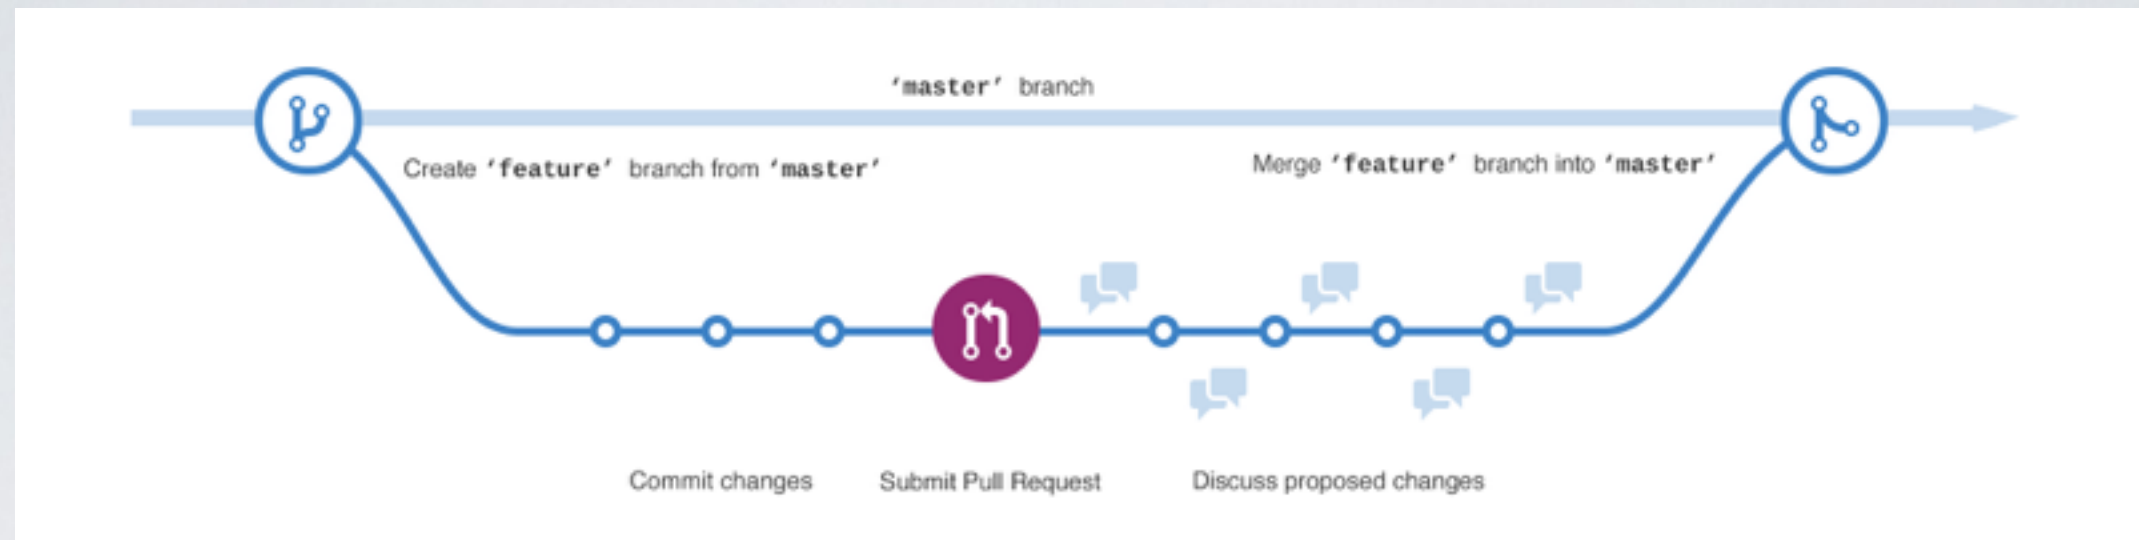 ‘master’ branch
Create ‘feature’ branch from ‘master’
Merge ‘feature’ branch into ‘master’
Commit changes
Submit Pull Request
Discuss proposed changes